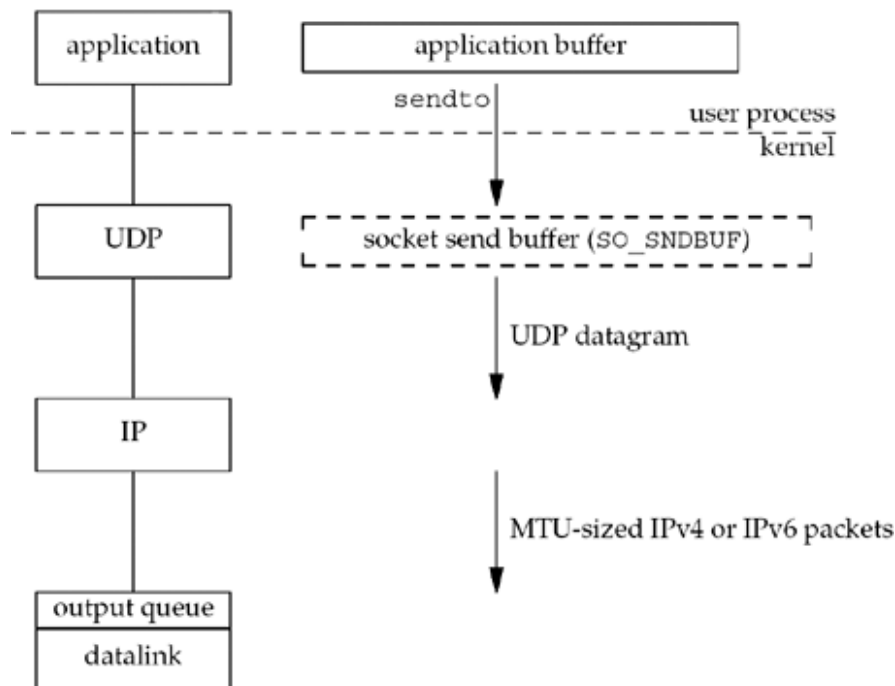 application
application buffer
sendto
user process
kernel
UDP
socket send buffer (SO_SNDBUF)
UDP datagram
IP
MTU-sized IPv4 or IPv6 packets
output queue
datalink